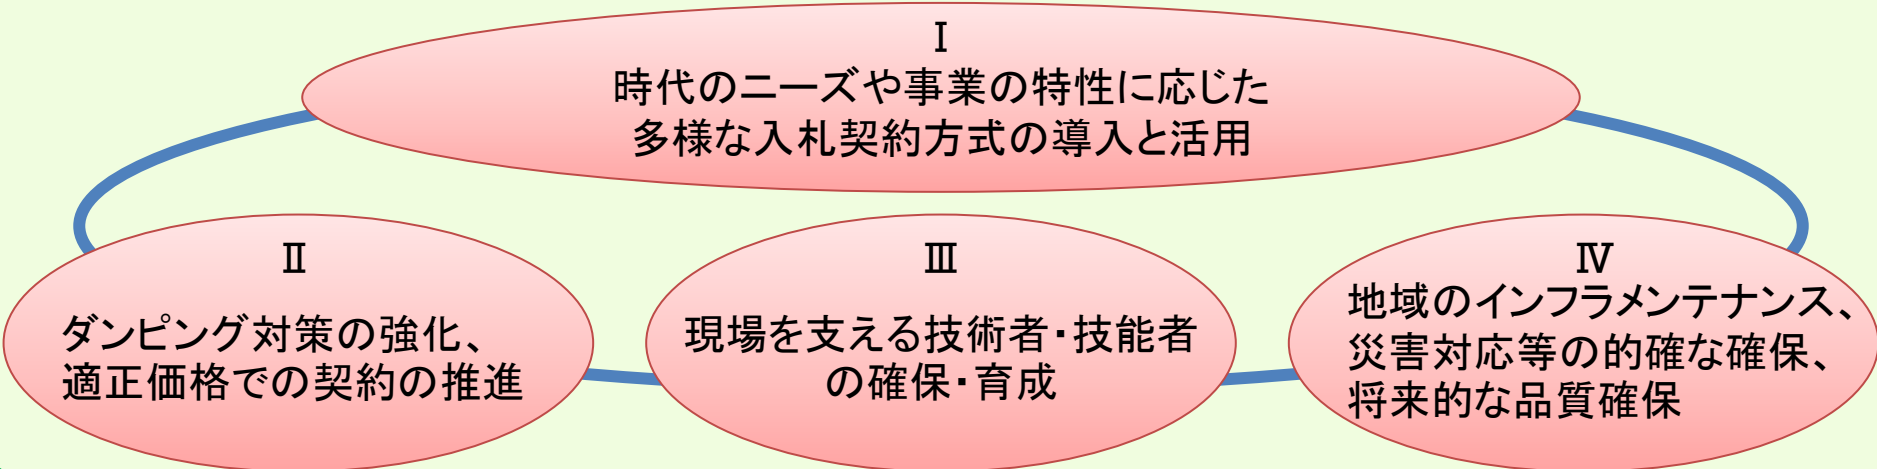 Ⅰ
時代のニーズや事業の特性に応じた
多様な入札契約方式の導入と活用
Ⅱ
ダンピング対策の強化、
適正価格での契約の推進
Ⅲ
現場を支える技術者・技能者
の確保・育成
Ⅳ
地域のインフラメンテナンス、
災害対応等の的確な確保、
将来的な品質確保